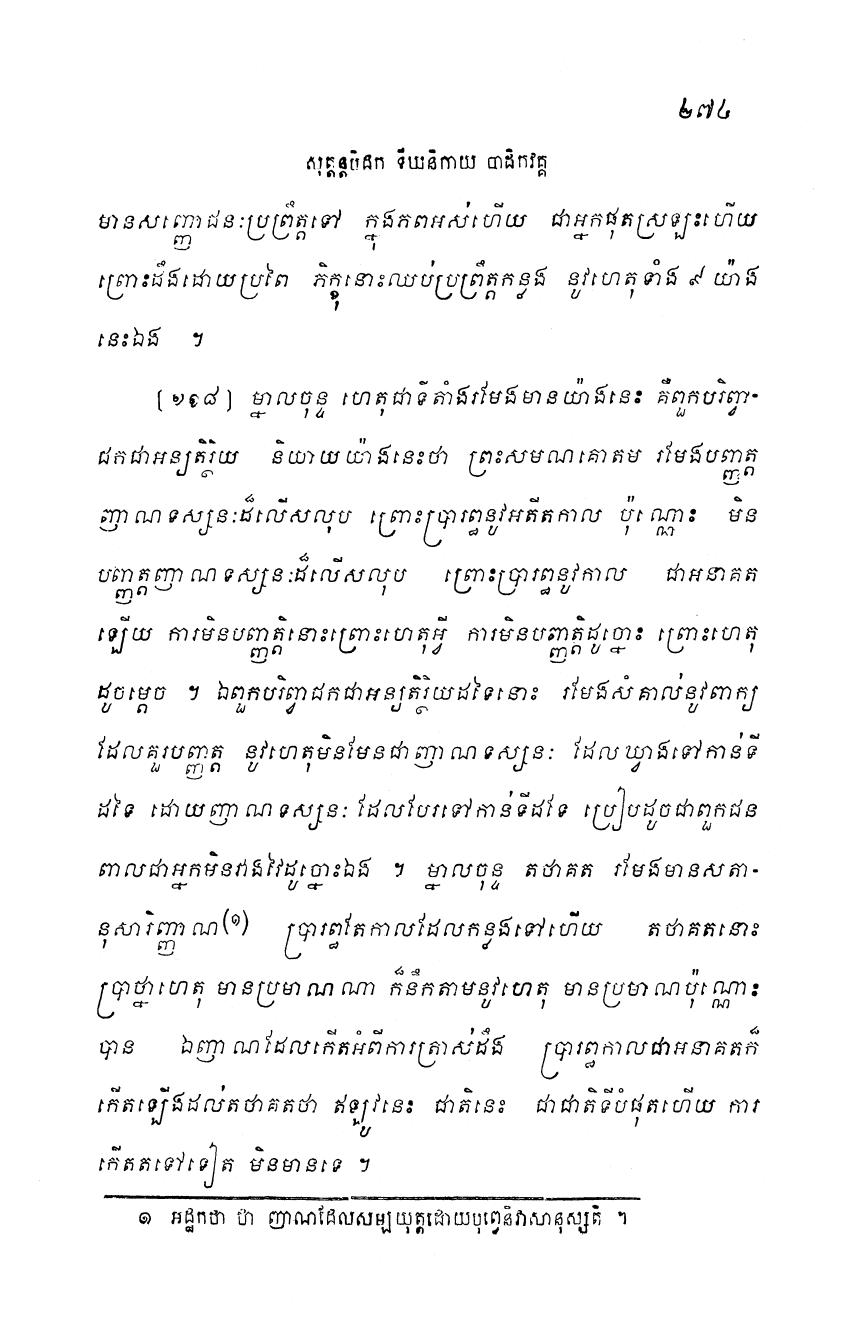 ២៧៤
សុត្តន្តបិដក ទីឃនិកាយ បាដិកវគ្គ
មានសញ្ញោជនៈប្រព្រឹត្តទៅ ក្នុងភពអស់ហើយ ជាអ្នកផុតស្រឡះហើយ
ព្រោះដឹងដោយប្រពៃ ភិក្ខុនោះឈប់ប្រព្រឹត្តកន្លង នូវហេតុទាំង ៩ យ៉ាង
នេះឯង ។
[១១៨] ម្នាលចុន្ទ ហេតុជាទីតាំងរមែងមានយ៉ាងនេះ គឺពួកបរិព្វា-
ជកជាអន្យតិរ្ថិយ និយាយយ៉ាងនេះថា ព្រះសមណគោតម រមែងបញ្ញត្ត
ញាណទស្សនៈដ៏លើសលុប ព្រោះប្រារព្ធនូវអតីតកាល ប៉ុណ្ណោះ មិន
បញ្ញត្តញាណទស្សនៈដ៏លើសលុប ព្រោះប្រារព្ធនូវកាល ជាអនាគត
ឡើយ ការមិនបញ្ញត្តិនោះព្រោះហេតុអ្វី ការមិនបញ្ញត្តិដូច្នោះ ព្រោះហេតុ
ដូចម្តេច ។ ឯពួកបរិព្វាជកជាអន្យតិរ្ថិយដទៃនោះ រមែងសំគាល់នូវពាក្យ
ដែលគួរបញ្ញត្ត នូវហេតុមិនមែនជាញាណទស្សនៈ ដែលឃ្វាងទៅកាន់ទី
ដទៃ ដោយញាណទស្សនៈ ដែលបែរទៅកាន់ទីដទៃ ប្រៀបដូចជាពួកជន
ពាលជាអ្នកមិនវាងវៃដូច្នោះឯង ។ ម្នាលចុន្ទ តថាគត រមែងមានសតា-
នុសារិញ្ញាណ(១) ប្រារព្ធតែកាលដែលកន្លងទៅហើយ តថាគតនោះ
ប្រាថ្នាហេតុ មានប្រមាណណា ក៏នឹកតាមនូវហេតុ មានប្រមាណប៉ុណ្ណោះ
បាន ឯញាណដែលកើតអំពីការត្រាស់ដឹង ប្រារព្ធកាលជាអនាគតក៏
កើតឡើងដល់តថាគតថា ឥឡូវនេះ ជាតិនេះ ជាជាតិទីបំផុតហើយ ការ
កើតតទៅទៀត មិនមានទេ ។
១ អដ្ឋកថា ថា ញាណដែលសម្បយុត្តដោយបុព្វេនិវាសានុស្សតិ ។